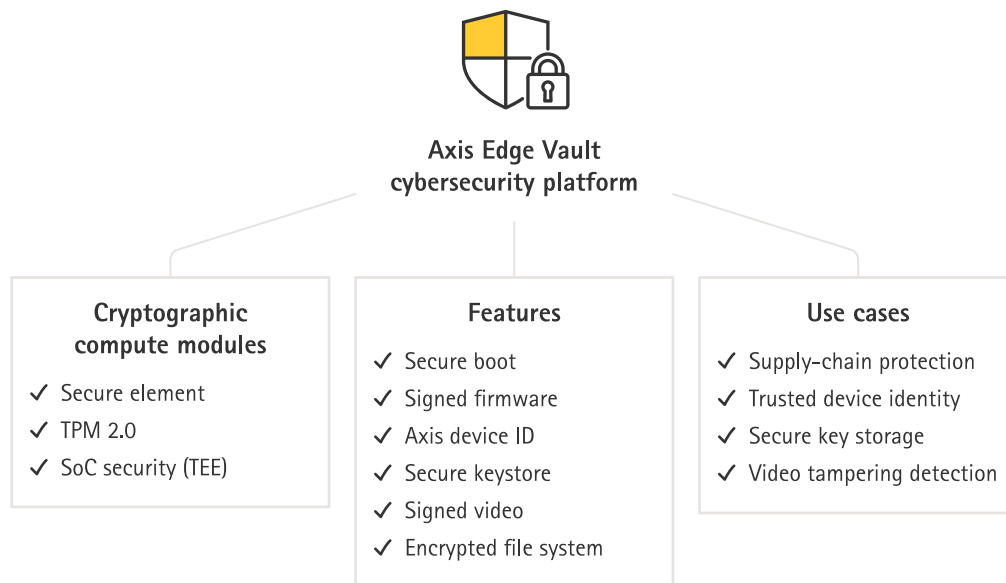 Axis Edge Vault
cybersecurity platform
Cryptographic
compute modules
✓ Secure element
✓ TPM 2.0
✓ SoC security (TEE)
Features
✓ Secure boot
✓ Signed firmware
✓ Axis device ID
✓ Secure keystore
✓ Signed video
✓ Encrypted file system
Use cases
✓ Supply-chain protection
✓ Trusted device identity
✓ Secure key storage
✓ Video tampering detection